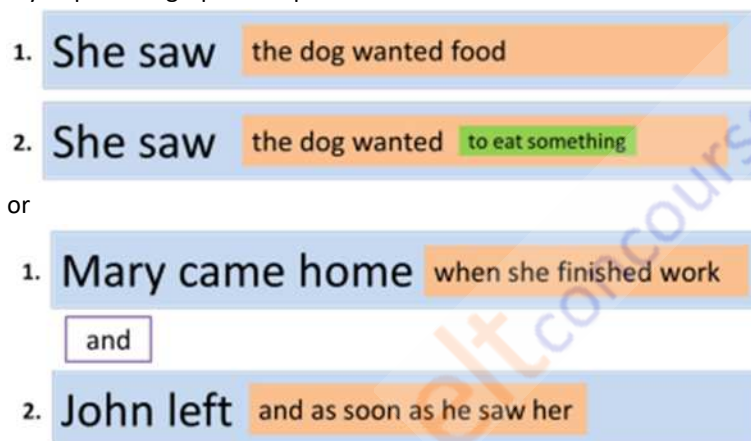 1. She saw the dog wanted food
2. She saw the dog wanted to eat something
or
1. Mary came home when she finished work
and
2. John left and as soon as he saw her
eltconcours